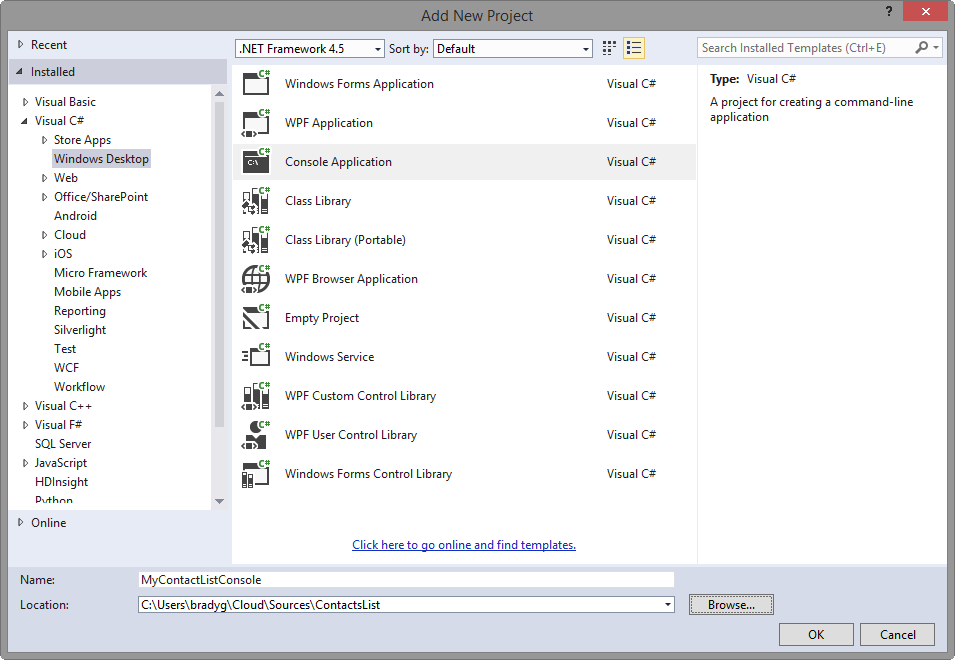 Add New Project
?
Recent
Installed
Visual Basic
Visual C#
Store Apps
Windows Desktop
Web
Office/SharePoint
Android
Cloud
iOS
Micro Framework
Mobile Apps
Reporting
Silverlight
Test
WCF
Workflow
Visual C++
Visual F#
SQL Server
JavaScript
HDInsight
Python
Online
.NET Framework 4.5 Sort by: Default
C# Windows Forms Application Visual C#
C# WPF Application Visual C#
C# C:\ Console Application Visual C#
C# Class Library Visual C#
C# Class Library (Portable) Visual C#
C# WPF Browser Application Visual C#
C# Empty Project Visual C#
C# Windows Service Visual C#
C# WPF Custom Control Library Visual C#
C# WPF User Control Library Visual C#
C# Windows Forms Control Library Visual C#
Click here to go online and find templates.
Search Installed Templates (Ctrl+E)
Type: Visual C#
A project for creating a command-line
application
Name: MyContactListConsole
Location: C:\Users\bradyg\Cloud\Sources\ContactsList
Browse...
OK Cancel